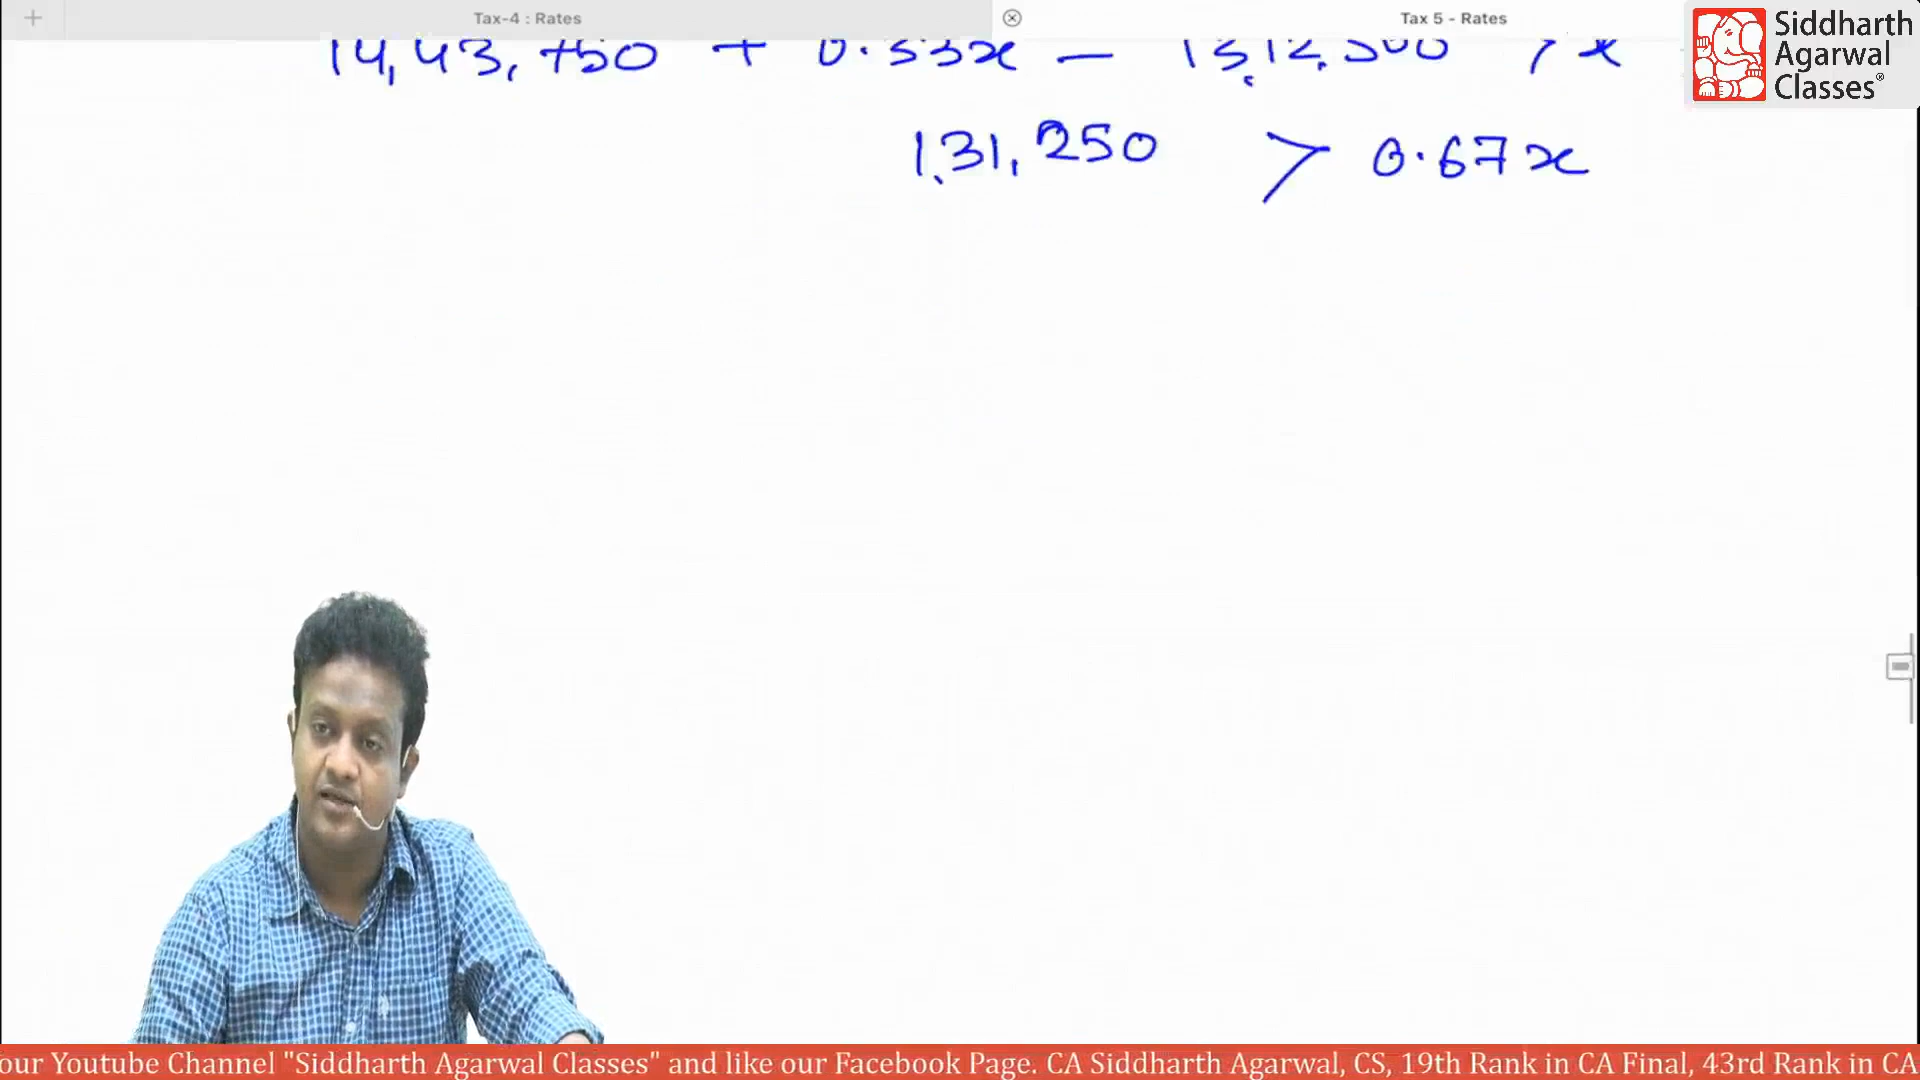 Tax-4 : Rates
Tax 5 - Rates
Siddharth
Agarwal
Classes®
14,43,750 + 0.33x - 13,12,500 > x
1,31,250 > 0.67x
our Youtube Channel "Siddharth Agarwal Classes" and like our Facebook Page. CA Siddharth Agarwal, CS, 19th Rank in CA Final, 43rd Rank in CA